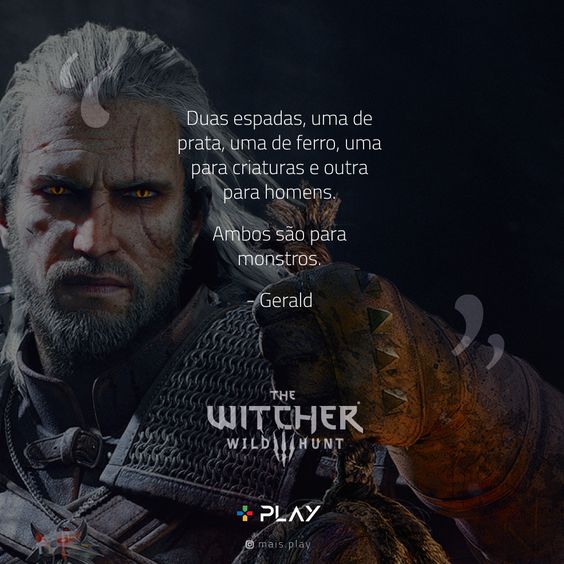 Duas espadas, uma de
prata, uma de ferro, uma
para criaturas e outra
para homens.
Ambos são para
monstros.
- Gerald
THE
WITCHER
WILD HUNT
PLAY
mais.play